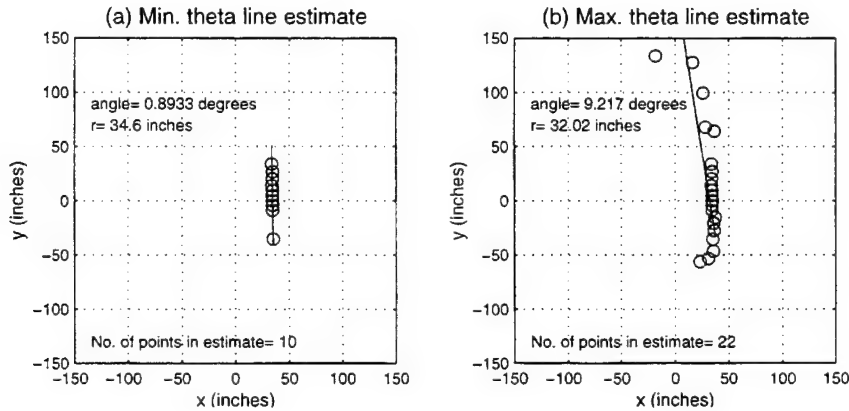 (a) Min. theta line estimate
150
100
50
0
−50
−100
−150
y (inches)
angle= 0.8933 degrees
r= 34.6 inches
No. of points in estimate= 10
−150 −100 −50 0 50 100 150
x (inches)
(b) Max. theta line estimate
150
100
50
0
−50
−100
−150
y (inches)
angle= 9.217 degrees
r= 32.02 inches
No. of points in estimate= 22
−150 −100 −50 0 50 100 150
x (inches)